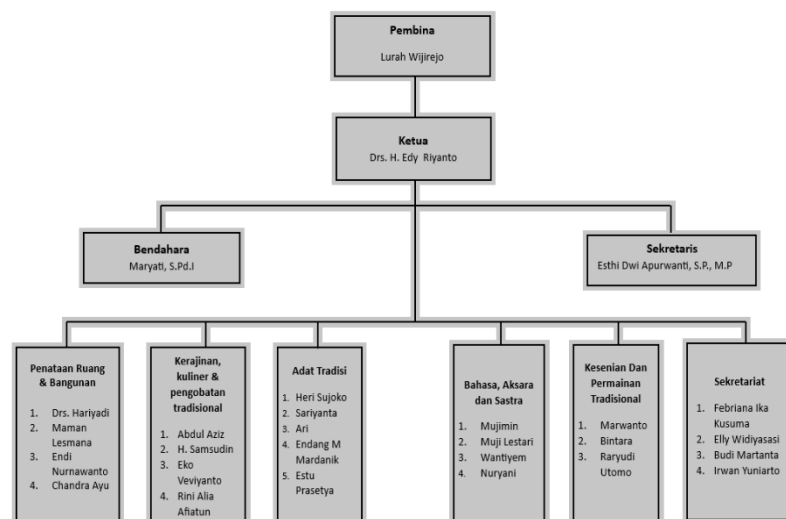 Pembina
Lurah Wijirejo
Ketua
Drs. H. Edy Riyanto
Bendahara
Maryati, S.Pd.I
Sekretaris
Esthi Dwi Apurwanti, S.P., M.P
Penataan Ruang
& Bangunan
1. Drs. Hariyadi
2. Maman
Lesmana
3. Endi
Nurnawanto
4. Chandra Ayu
Kerajinan,
kuliner &
pengobatan
tradisional
1. Abdul Aziz
2. H. Samsudin
3. Eko
Veviyanto
4. Rini Alia
Afiatun
Adat Tradisi
1. Heri Sujoko
2. Sariyanta
3. Ari
4. Endang M
Mardanik
5. Estu
Prasetya
Bahasa, Aksara
dan Sastra
1. Mujimin
2. Muji Lestari
3. Wantiyem
4. Nuryani
Kesenian Dan
Permainan
Tradisional
1. Marwanto
2. Bintara
3. Raryudi
Utomo
Sekretariat
1. Febriana Ika
Kusuma
2. Elly Widiyasasi
3. Budi Martanta
4. Irwan Yuniarto